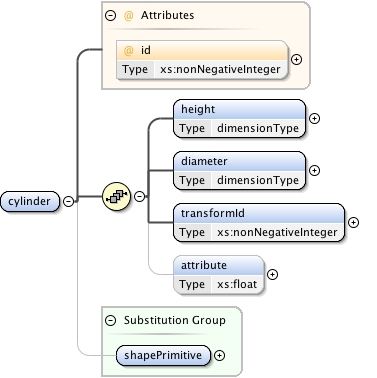 @ Attributes
@ id
Type xs:nonNegativeInteger
height
Type dimensionType
diameter
Type dimensionType
cylinder
transformId
Type xs:nonNegativeInteger
attribute
Type xs:float
Substitution Group
shapePrimitive